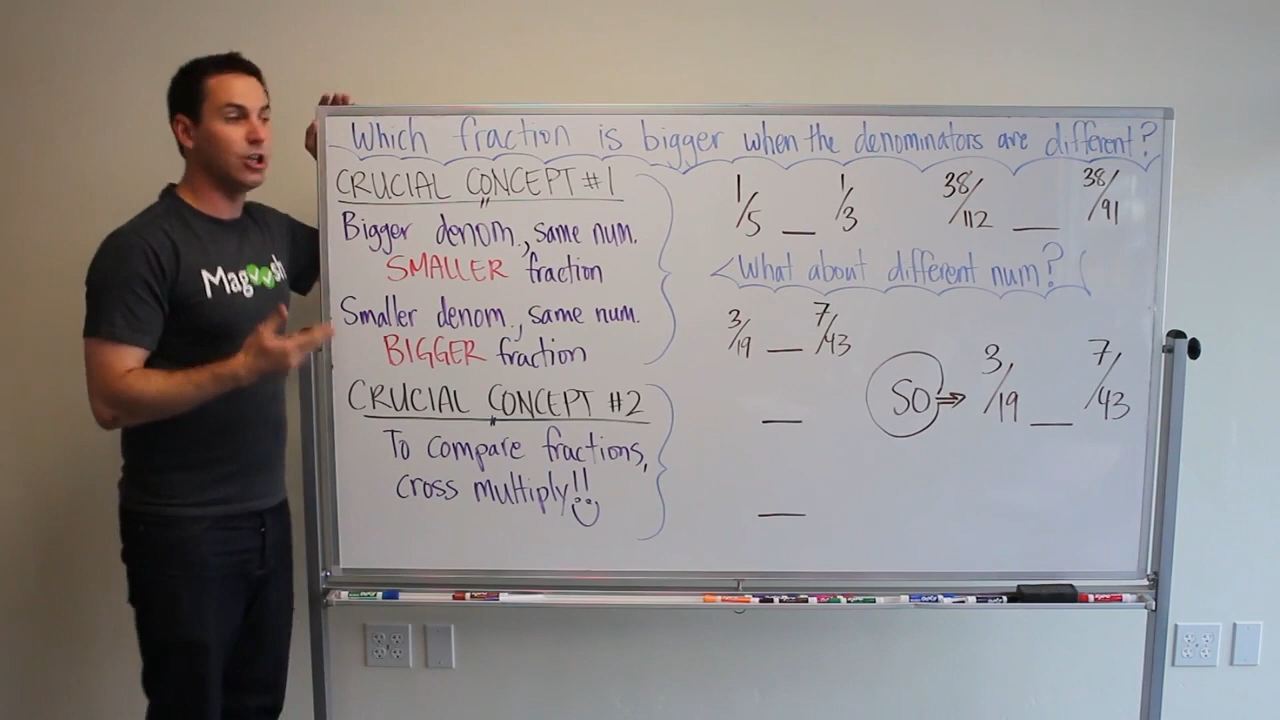 Which fraction is bigger when the denominators are different?
CRUCIAL CONCEPT #1
Bigger denom., same num.
SMALLER fraction
Smaller denom., same num.
BIGGER fraction
CRUCIAL CONCEPT #2
To compare fractions,
cross multiply!!
1/5 __ 1/3 38/112 __ 38/91
What about different num?
3/19 __ 7/43
SO ⇒ 3/19 __ 7/43
Magoosh